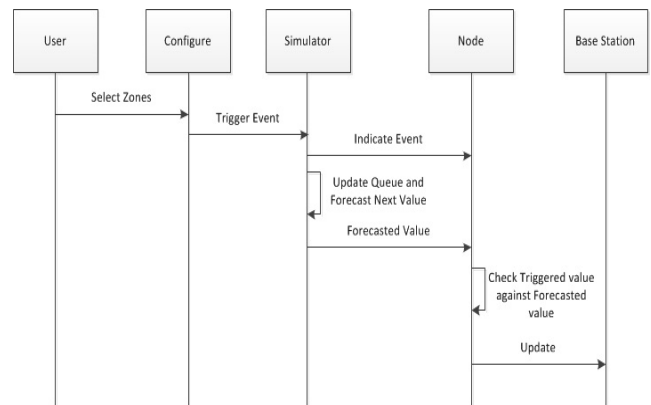 User
Configure
Simulator
Node
Base Station
Select Zones
Trigger Event
Indicate Event
Update Queue and
Forecast Next Value
Forecasted Value
Check Triggered value
against Forecasted
value
Update